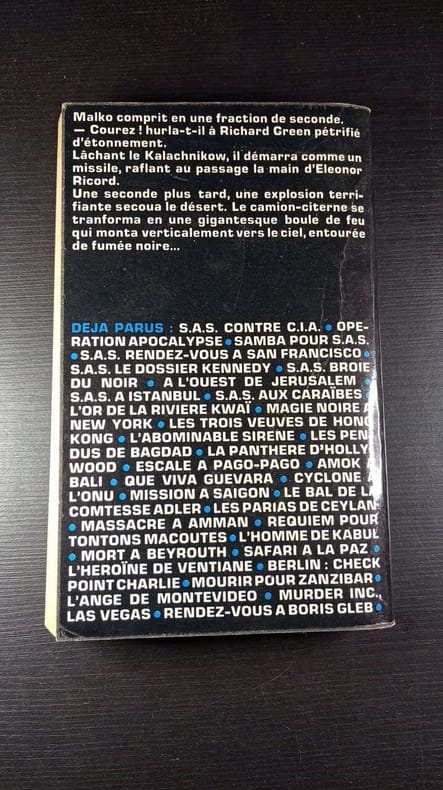 Malko comprit en une fraction de seconde.
— Courez ! hurla-t-il à Richard Green pétrifié
d'étonnement.
Lâchant le Kalachnikow, il démarra comme un
missile, raflant au passage la main d'Eleonor
Ricord.
Une seconde plus tard, une explosion terri-
fiante secoua le désert. Le camion-citerne se
tranforma en une gigantesque boule de feu
qui monta verticalement vers le ciel, entourée
de fumée noire...
DEJA PARUS : S.A.S. CONTRE C.I.A. • OPE-
RATION APOCALYPSE • SAMBA POUR S.A.S.
• S.A.S. RENDEZ-VOUS A SAN FRANCISCO •
S.A.S. LE DOSSIER KENNEDY • S.A.S. BROIE
DU NOIR • A L'OUEST DE JERUSALEM •
S.A.S. A ISTANBUL • S.A.S. AUX CARAÏBES •
L'OR DE LA RIVIERE KWAÏ • MAGIE NOIRE A
NEW YORK • LES TROIS VEUVES DE HONG
KONG • L'ABOMINABLE SIRENE • LES PEN
DUS DE BAGDAD • LA PANTHERE D'HOLLY
WOOD • ESCALE A PAGO-PAGO • AMOK A
BALI • QUE VIVA GUEVARA • CYCLONE A
L'ONU • MISSION A SAIGON • LE BAL DE LA
COMTESSE ADLER • LES PARIAS DE CEYLAN
• MASSACRE A AMMAN • REQUIEM POUR
TONTONS MACOUTES • L'HOMME DE KABUL
• MORT A BEYROUTH • SAFARI A LA PAZ •
L'HEROÏNE DE VENTIANE • BERLIN : CHECK
POINT CHARLIE • MOURIR POUR ZANZIBAR •
L'ANGE DE MONTEVIDEO • MURDER INC.,
LAS VEGAS • RENDEZ-VOUS A BORIS GLEB •